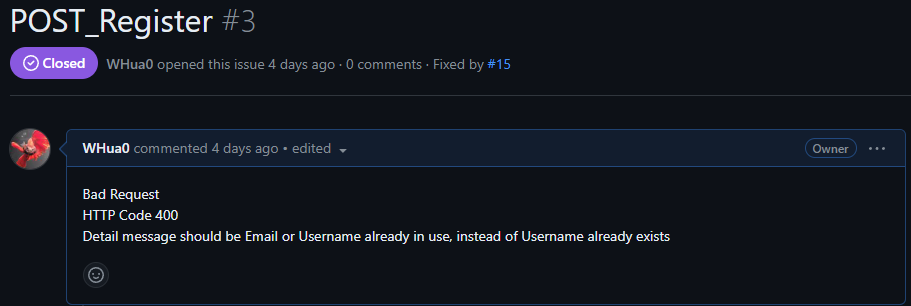 POST_Register #3
Closed WHua0 opened this issue 4 days ago · 0 comments · Fixed by #15
WHua0 commented 4 days ago • edited Owner
Bad Request
HTTP Code 400
Detail message should be Email or Username already in use, instead of Username already exists